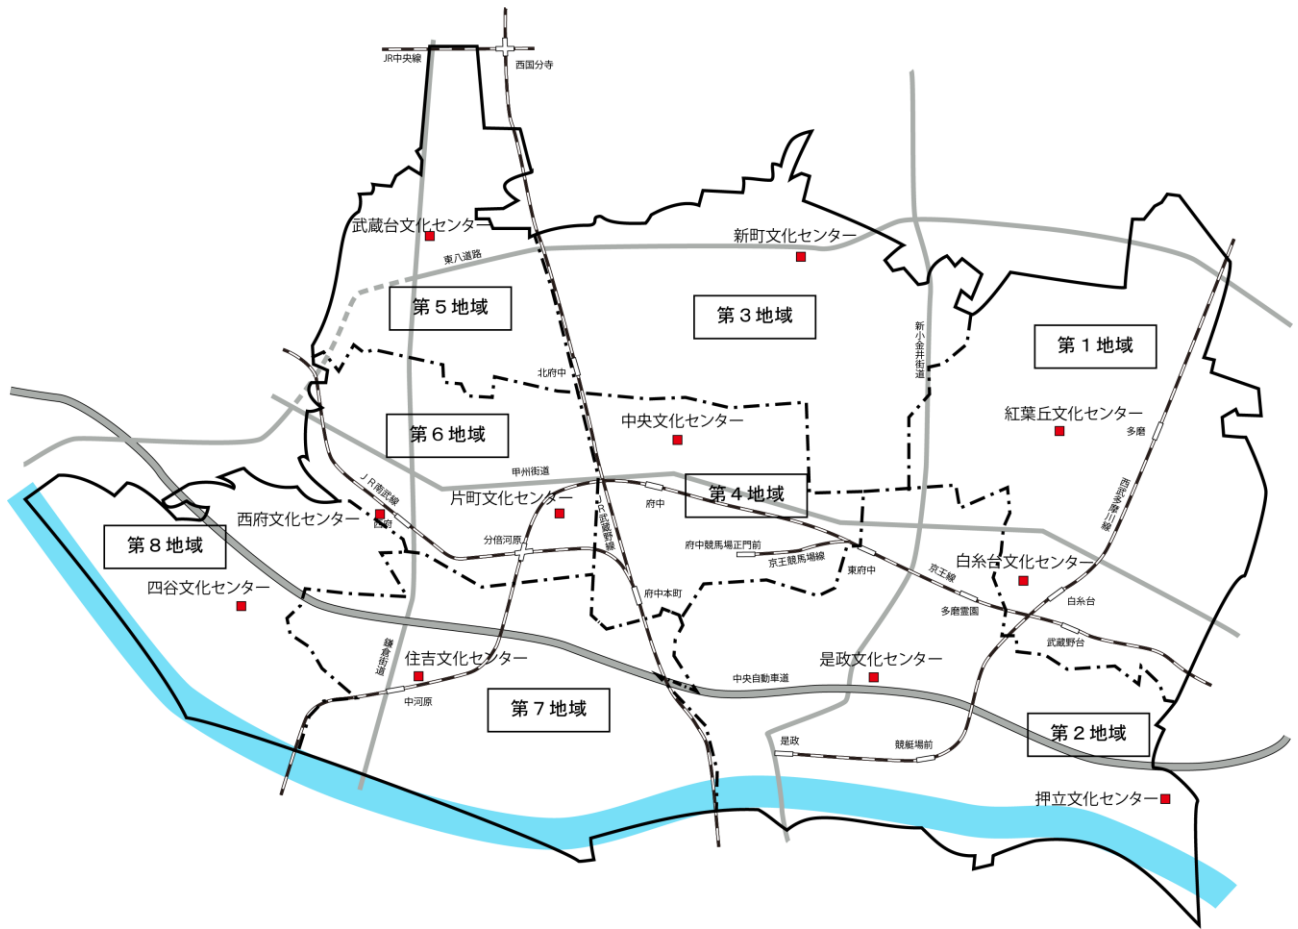 JR中央線
西国分寺
武蔵台文化センター
新町文化センター
東八道路
第５地域
第３地域
新小金井街道
第１地域
北府中
中央文化センター
紅葉丘文化センター
多磨
第６地域
甲州街道
ＪＲ南武線
片町文化センター
第４地域
府中
西武多摩川線
西府文化センター
西府
ＪＲ武蔵野線
分倍河原
第８地域
府中競馬場正門前
京王競馬場線
東府中
京王線
白糸台文化センター
四谷文化センター
府中本町
多磨霊園
白糸台
武蔵野台
鎌倉街道
住吉文化センター
是政文化センター
中央自動車道
中河原
第７地域
第２地域
是政
競艇場前
押立文化センター